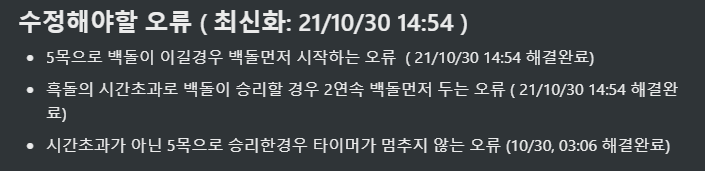 수정해야할 오류 ( 최신화: 21/10/30 14:54 )
• 5목으로 백돌이 이길경우 백돌먼저 시작하는 오류 ( 21/10/30 14:54 해결완료)
• 흑돌의 시간초과로 백돌이 승리할 경우 2연속 백돌먼저 두는 오류 ( 21/10/30 14:54 해결완
료)
• 시간초과가 아닌 5목으로 승리한경우 타이머가 멈추지 않는 오류 (10/30, 03:06 해결완료)